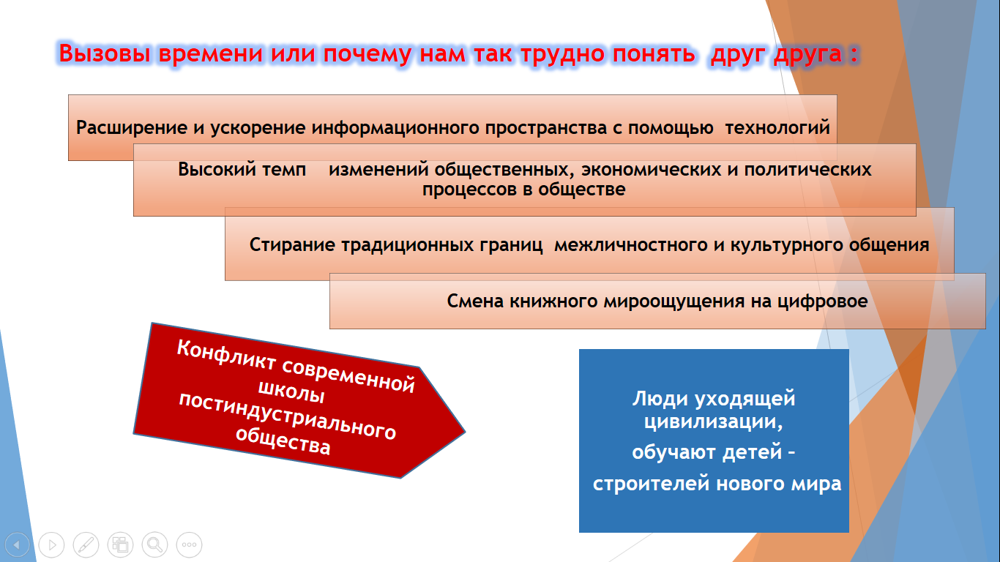 Вызовы времени или почему нам так трудно понять друг друга :
Расширение и ускорение информационного пространства с помощью технологий
Высокий темп изменений общественных, экономических и политических
процессов в обществе
Стирание традиционных границ межличностного и культурного общения
Смена книжного мироощущения на цифровое
Конфликт современной
школы
постиндустриального
общества
Люди уходящей
цивилизации,
обучают детей –
строителей нового мира